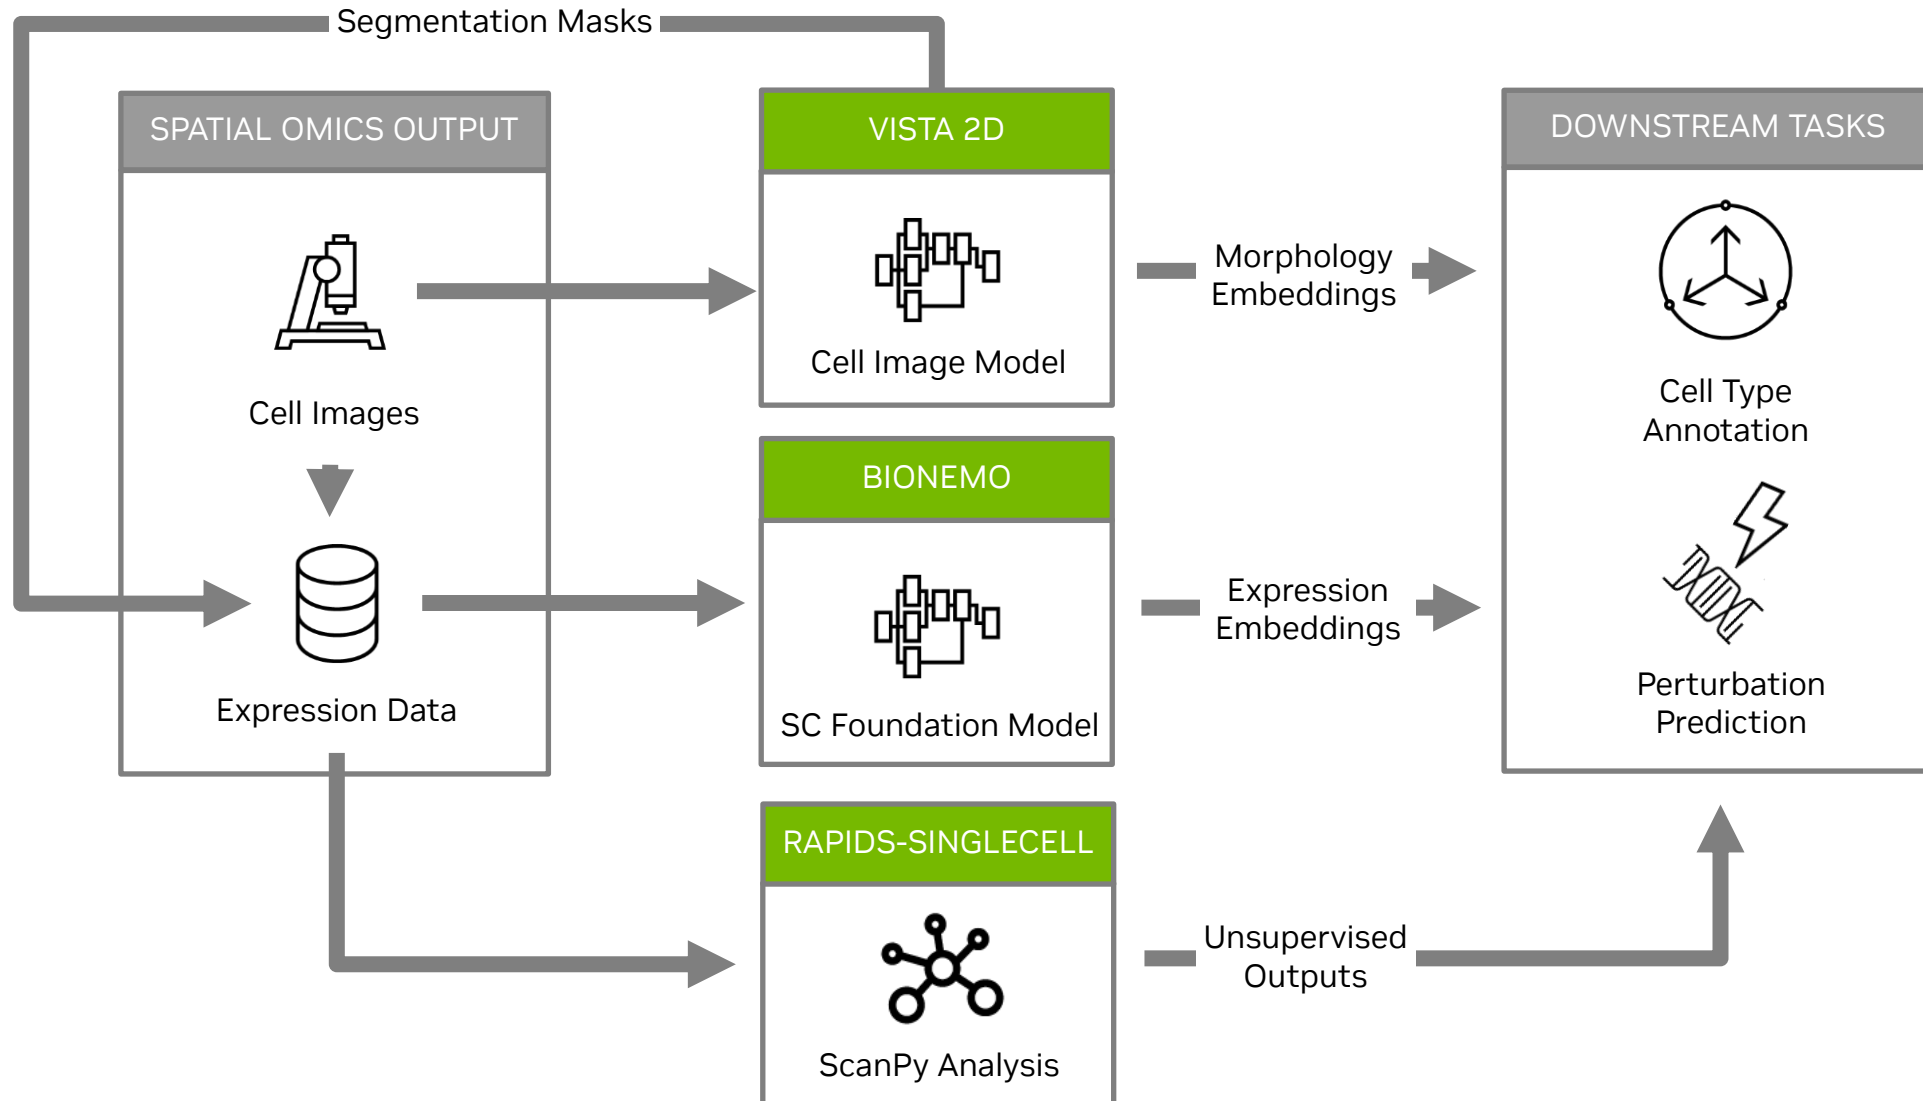 Segmentation Masks
SPATIAL OMICS OUTPUT
Cell Images
Expression Data
VISTA 2D
Cell Image Model
BIONEMO
SC Foundation Model
RAPIDS-SINGLECELL
ScanPy Analysis
Morphology
Embeddings
Expression
Embeddings
Unsupervised
Outputs
DOWNSTREAM TASKS
Cell Type
Annotation
Perturbation
Prediction